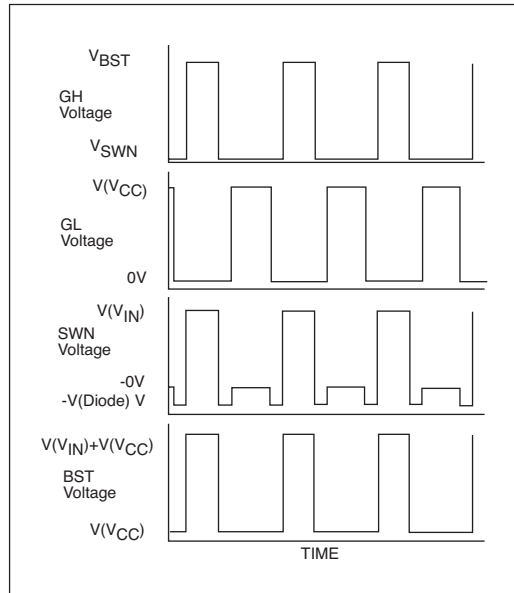 VBST
GH
Voltage
VSWN
V(VCC)
GL
Voltage
0V
V(VIN)
SWN
Voltage
-0V
-V(Diode) V
V(VIN)+V(VCC)
BST
Voltage
V(VCC)
TIME